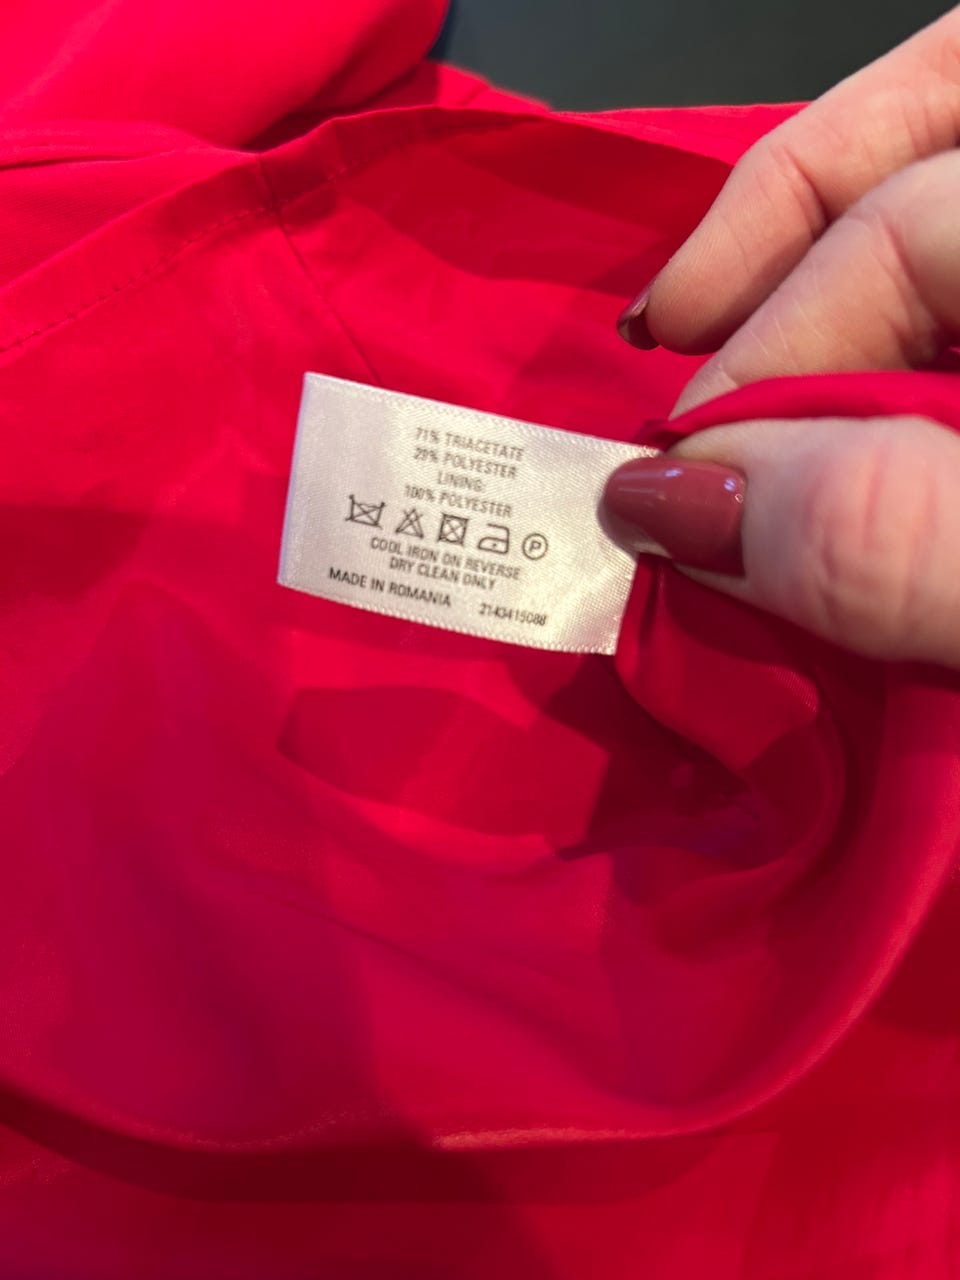 71% TRIACETATE
29% POLYESTER
LINING:
100% POLYESTER
P
COOL IRON ON REVERSE
DRY CLEAN ONLY
MADE IN ROMANIA 2143415088